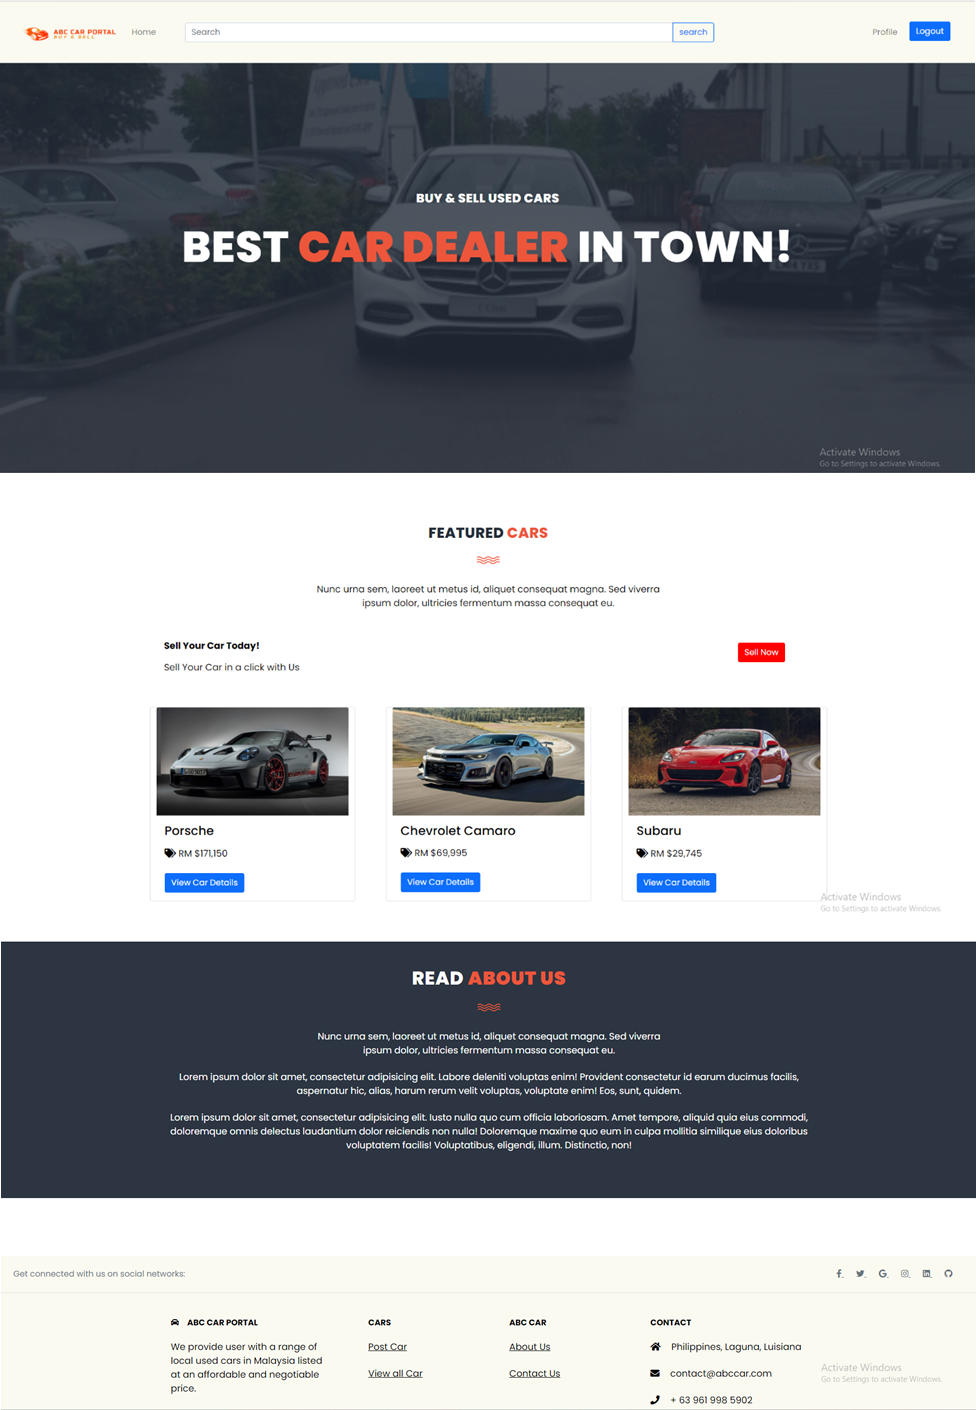 ABC CAR PORTAL
BUY & SELL
Home
Search
search
Profile
Logout
BUY & SELL USED CARS
BEST CAR DEALER IN TOWN!
Activate Windows
Go to Settings to activate Windows.
FEATURED CARS
Nunc urna sem, laoreet ut metus id, aliquet consequat magna. Sed viverra
ipsum dolor, ultricies fermentum massa consequat eu.
Sell Your Car Today!
Sell Your Car in a click with Us
Sell Now
Porsche
RM $171,150
View Car Details
Chevrolet Camaro
RM $69,995
View Car Details
Subaru
RM $29,745
View Car Details
Activate Windows
Go to Settings to activate Windows.
READ ABOUT US
Nunc urna sem, laoreet ut metus id, aliquet consequat magna. Sed viverra
ipsum dolor, ultricies fermentum massa consequat eu.
Lorem ipsum dolor sit amet, consectetur adipisicing elit. Labore deleniti voluptas enim! Provident consectetur id earum ducimus facilis,
aspernatur hic, alias, harum rerum velit voluptas, voluptate enim! Eos, sunt, quidem.
Lorem ipsum dolor sit amet, consectetur adipisicing elit. Iusto nulla quo cum officia laboriosam. Amet tempore, aliquid quia eius commodi,
doloremque omnis delectus laudantium dolor reiciendis non nulla! Doloremque maxime quo eum in culpa mollitia similique eius doloribus
voluptatem facilis! Voluptatibus, eligendi, illum. Distinctio, non!
Get connected with us on social networks:
ABC CAR PORTAL
We provide user with a range of
local used cars in Malaysia listed
at an affordable and negotiable
price.
CARS
Post Car
View all Car
ABC CAR
About Us
Contact Us
CONTACT
Philippines, Laguna, Luisiana
contact@abccar.com
+ 63 961 998 5902
Activate Windows
Go to Settings to activate Windows.